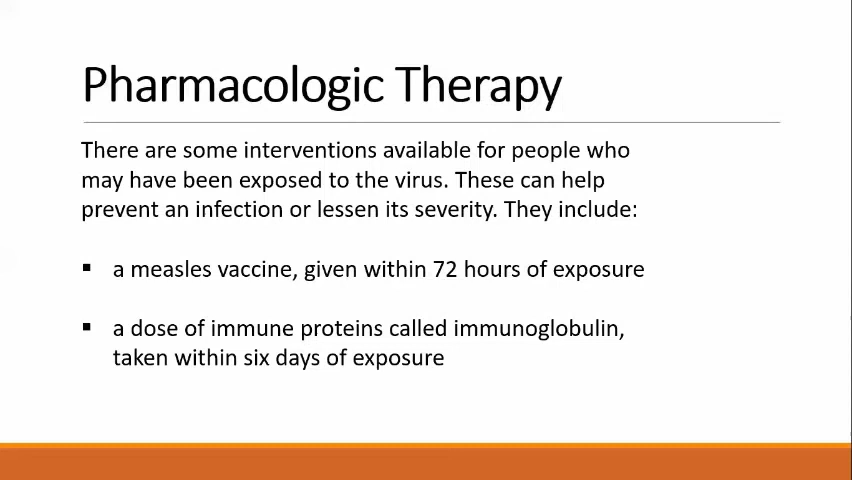 Pharmacologic Therapy
There are some interventions available for people who
may have been exposed to the virus. These can help
prevent an infection or lessen its severity. They include:
▪ a measles vaccine, given within 72 hours of exposure
▪ a dose of immune proteins called immunoglobulin,
taken within six days of exposure